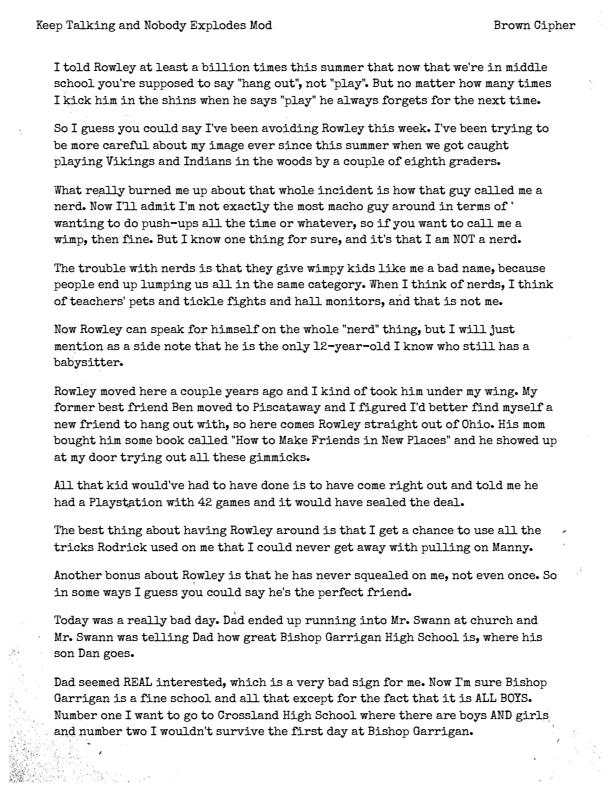 Keep Talking and Nobody Explodes Mod Brown Cipher
I told Rowley at least a billion times this summer that now that we're in middle
school you're supposed to say "hang out", not "play". But no matter how many times
I kick him in the shins when he says "play" he always forgets for the next time.
So I guess you could say I've been avoiding Rowley this week. I've been trying to
be more careful about my image ever since this summer when we got caught
playing Vikings and Indians in the woods by a couple of eighth graders.
What really burned me up about that whole incident is how that guy called me a
nerd. Now I'll admit I'm not exactly the most macho guy around in terms of
wanting to do push-ups all the time or whatever, so if you want to call me a
wimp, then fine. But I know one thing for sure, and it's that I am NOT a nerd.
The trouble with nerds is that they give wimpy kids like me a bad name, because
people end up lumping us all in the same category. When I think of nerds, I think
of teachers' pets and tickle fights and hall monitors, and that is not me.
Now Rowley can speak for himself on the whole "nerd" thing, but I will just
mention as a side note that he is the only 12-year-old I know who still has a
babysitter.
Rowley moved here a couple years ago and I kind of took him under my wing. My
former best friend Ben moved to Piscataway and I figured I'd better find myself a
new friend to hang out with, so here comes Rowley straight out of Ohio. His mom
bought him some book called "How to Make Friends in New Places" and he showed up
at my door trying out all these gimmicks.
All that kid would've had to have done is to have come right out and told me he
had a Playstation with 42 games and it would have sealed the deal.
The best thing about having Rowley around is that I get a chance to use all the
tricks Rodrick used on me that I could never get away with pulling on Manny.
Another bonus about Rowley is that he has never squealed on me, not even once. So
in some ways I guess you could say he's the perfect friend.
Today was a really bad day. Dad ended up running into Mr. Swann at church and
Mr. Swann was telling Dad how great Bishop Garrigan High School is, where his
son Dan goes.
Dad seemed REAL interested, which is a very bad sign for me. Now I'm sure Bishop
Garrigan is a fine school and all that except for the fact that it is ALL BOYS.
Number one I want to go to Crossland High School where there are boys AND girls
and number two I wouldn't survive the first day at Bishop Garrigan.